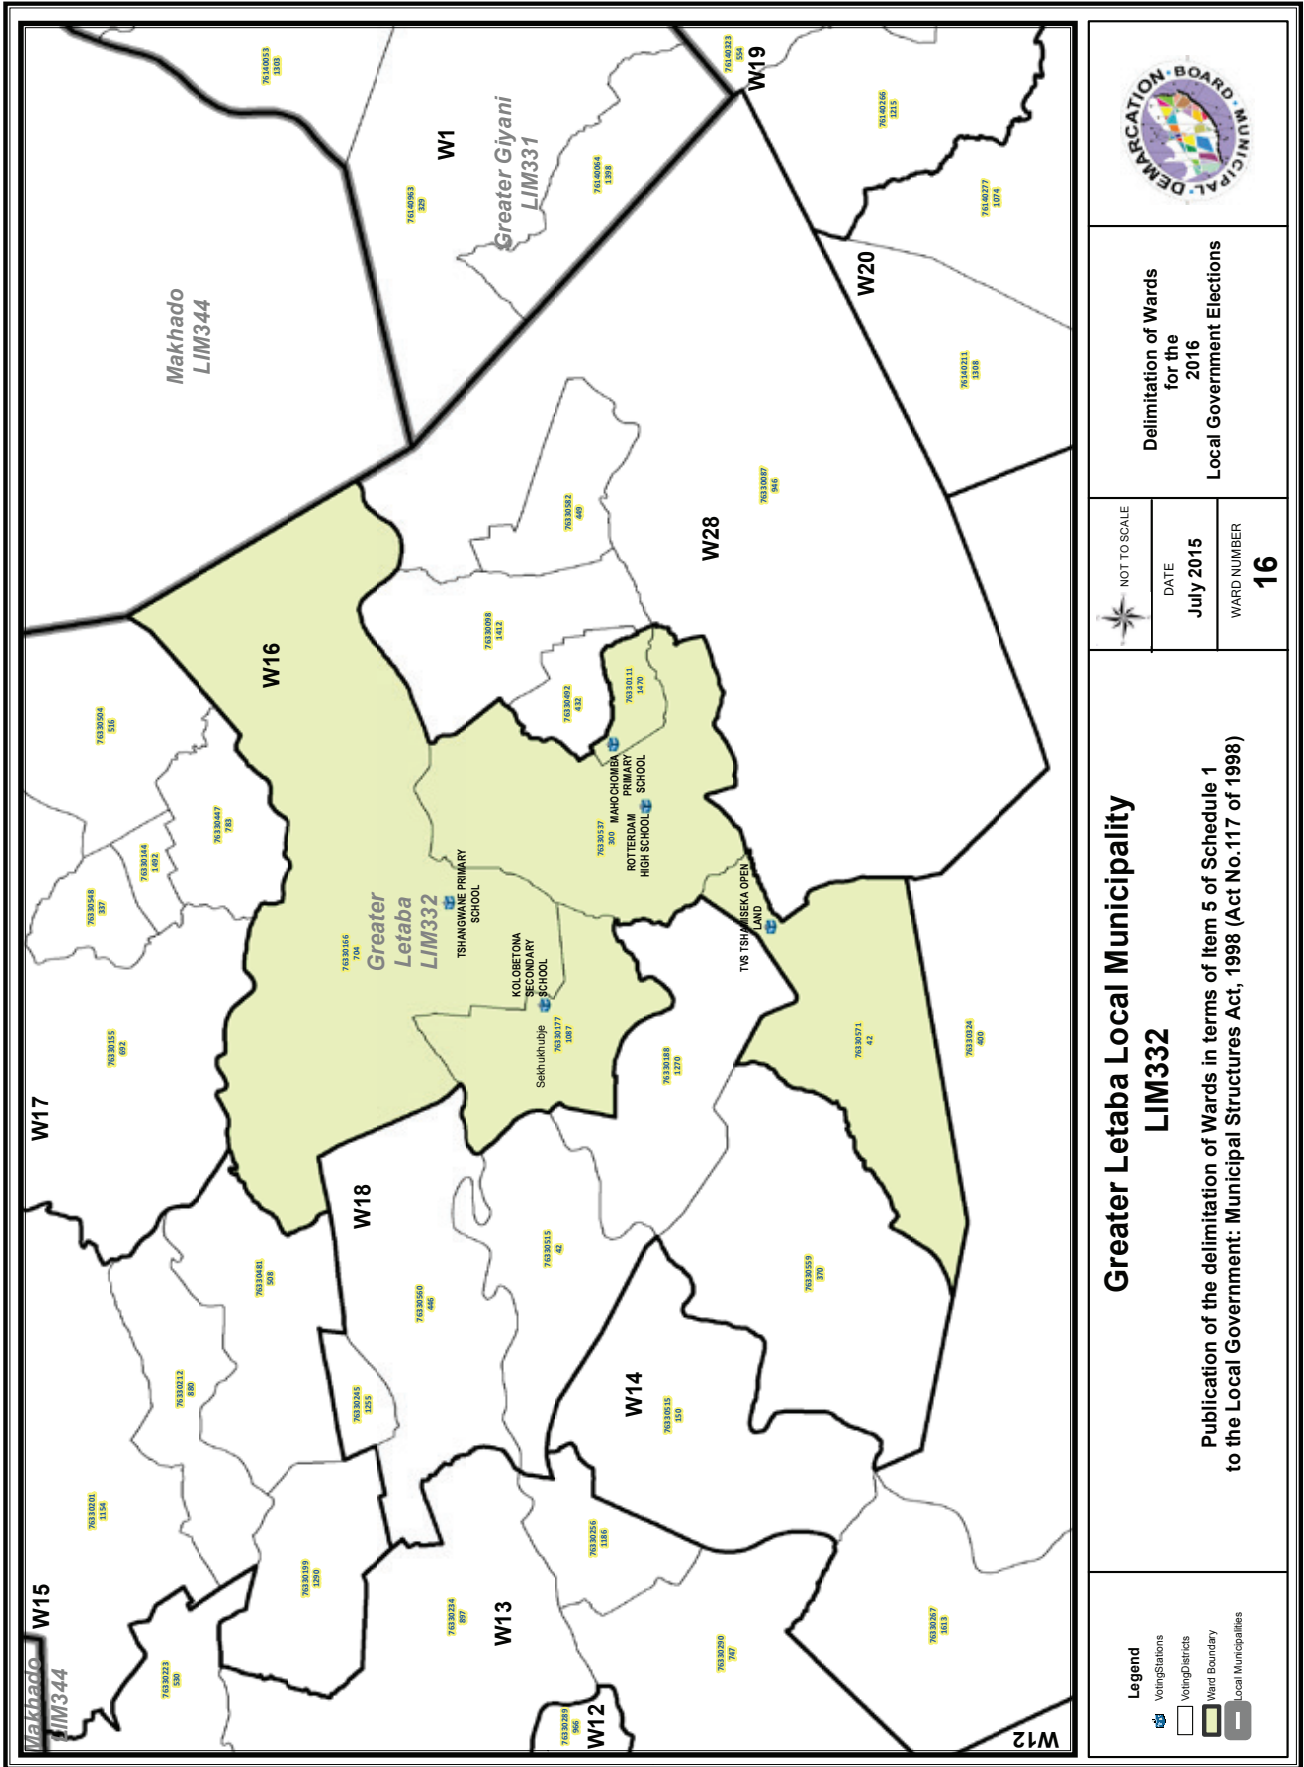 Makhado
LIM344
W15
W17
Makhado
LIM344
76140053
1303
W1
Greater Giyani
LIM331
76140963
329
76140064
1398
76140323
554
W19
76140266
1215
76140277
1074
W20
76140211
1308
76330223
530
76330201
1154
76330212
880
76330481
508
76330199
1290
76330245
1255
W18
76330560
446
76330515
42
76330234
897
W13
76330256
1186
W14
76330515
150
76330290
747
76330289
966
W12
W12
76330267
1613
76330559
370
76330155
692
76330548
337
76330144
1492
76330504
516
76330447
783
W16
76330166
704
Greater
Letaba
LIM332
TSHANGWANE PRIMARY
SCHOOL
KOLOBETONA
SECONDARY
SCHOOL
Sekhukhubje
76330177
1087
76330188
1270
76330537
300
MAHOCHOMBA
PRIMARY
SCHOOL
ROTTERDAM
HIGH SCHOOL
TVS TSHAMISEKA OPEN
LAND
76330571
42
76330324
400
76330111
1470
76330492
432
76330098
1412
76330582
449
W28
76330087
946
Legend
VotingStations
VotingDistricts
Ward Boundary
Local Municipalities
Greater Letaba Local Municipality
LIM332
Publication of the delimitation of Wards in terms of Item 5 of Schedule 1
to the Local Government: Municipal Structures Act, 1998 (Act No.117 of 1998)
NOT TO SCALE
DATE
July 2015
WARD NUMBER
16
Delimitation of Wards
for the
2016
Local Government Elections
MUNICIPAL · DEMARCATION · BOARD ·